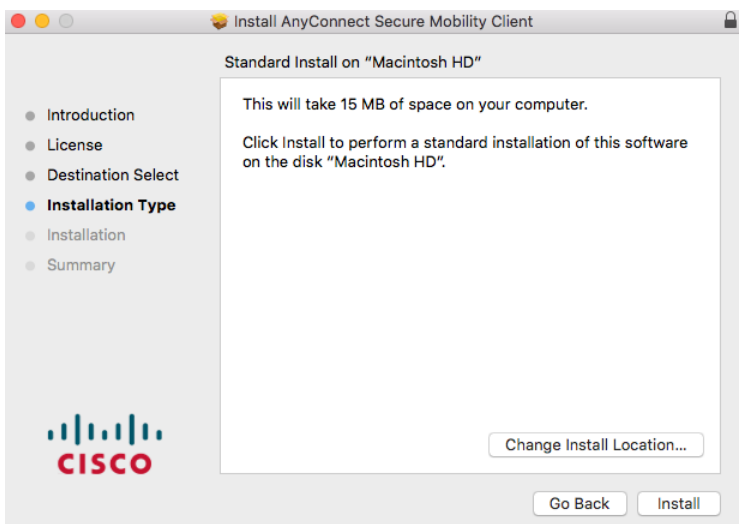 Install AnyConnect Secure Mobility Client
Standard Install on “Macintosh HD”
Introduction
License
Destination Select
Installation Type
Installation
Summary
This will take 15 MB of space on your computer.
Click Install to perform a standard installation of this software
on the disk “Macintosh HD”.
Change Install Location...
CISCO
Go Back
Install